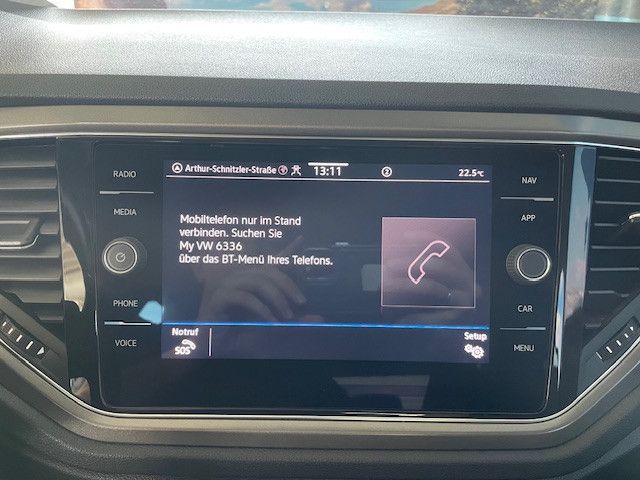 RADIO
MEDIA
PHONE
VOICE
Arthur-Schnitzler-Straße 13:11 2 22.5°C
Mobiltelefon nur im Stand
verbinden. Suchen Sie
My VW 6336
über das BT-Menü Ihres Telefons.
Notruf
SOS
Setup
NAV
APP
CAR
MENU